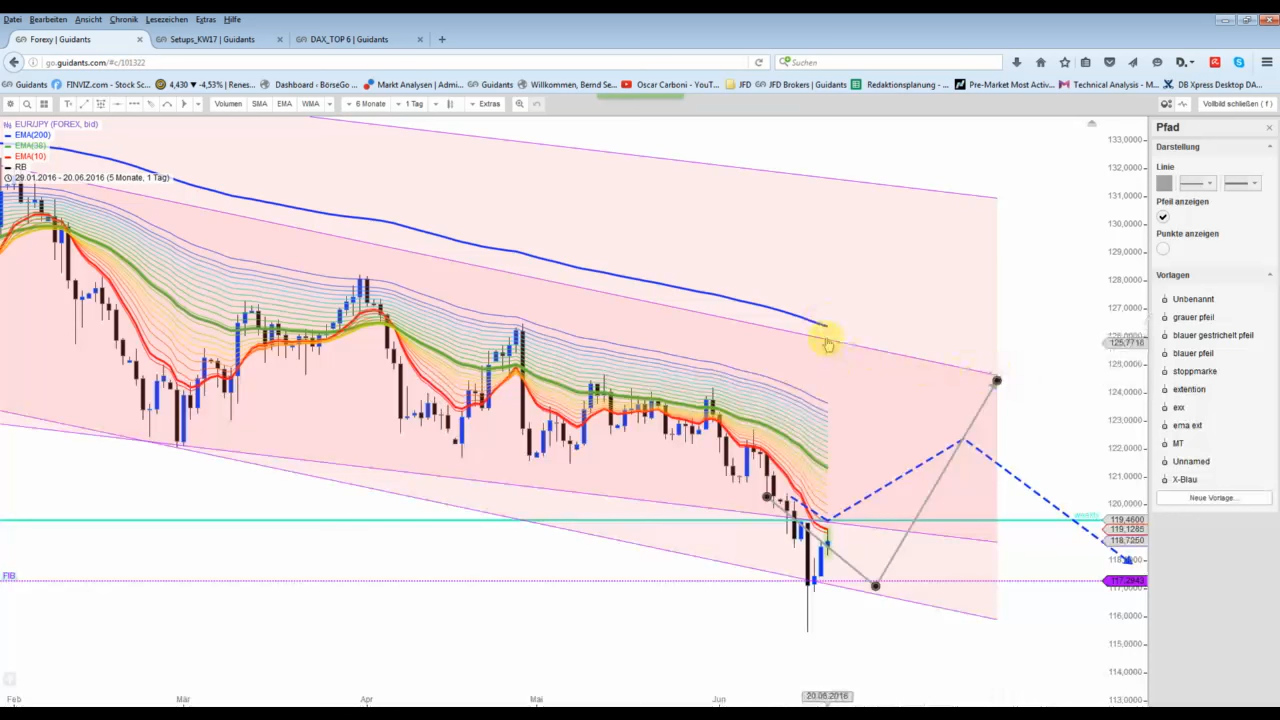 Datei Bearbeiten Ansicht Chronik Lesezeichen Extras Hilfe
Forexy | Guidants × Setups_KW17 | Guidants × DAX_TOP 6 | Guidants × +
go.guidants.com/#c/101322 Suchen
Guidants FINVIZ.com 4,430 ▾ -4,53% | Renes... Dashboard ‹ BörseGo ... Markt Analysen | Admi... Guidants Willkommen, Bernd Se... Oscar Carboni - YouT... JFD JFD Brokers | Guidants Redaktionsplanung - ... Pre-Market Most Activ... Technical Analysis - M... DB Xpress Desktop DA...
Volumen SMA EMA WMA 6 Monate 1 Tag Extras Vollbild schließen ( f )
EUR/JPY (FOREX, bid)
EMA(200)
EMA(38)
EMA(10)
RB
29.01.2016 - 20.06.2016 (5 Monate, 1 Tag)
133,0000
132,0000
131,0000
130,0000
129,0000
128,0000
127,0000
125,7716
125,0000
124,0000
123,0000
122,0000
121,0000
120,0000
weekly
119,4600
119,1285
118,7250
FIB
117,2943
116,0000
115,0000
114,0000
113,0000
Feb Mär Apr Mai Jun 20.06.2016
Pfad ×
Darstellung
Linie
Pfeil anzeigen
Punkte anzeigen
Vorlagen
Unbenannt
grauer pfeil
blauer gestrichelt pfeil
blauer pfeil
stoppmarke
extention
exx
ema ext
MT
Unnamed
X-Blau
Neue Vorlage...